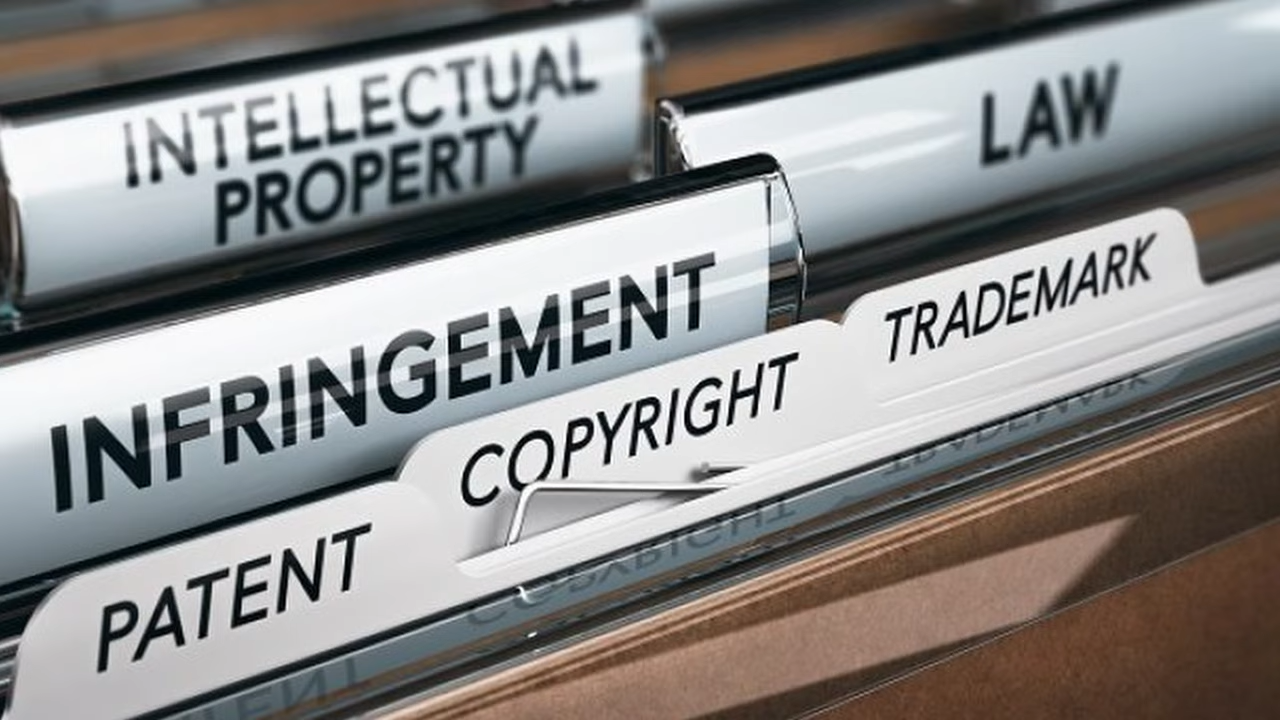 INTELLECTUAL
PROPERTY
LAW
INFRINGEMENT
TRADEMARK
COPYRIGHT
PATENT